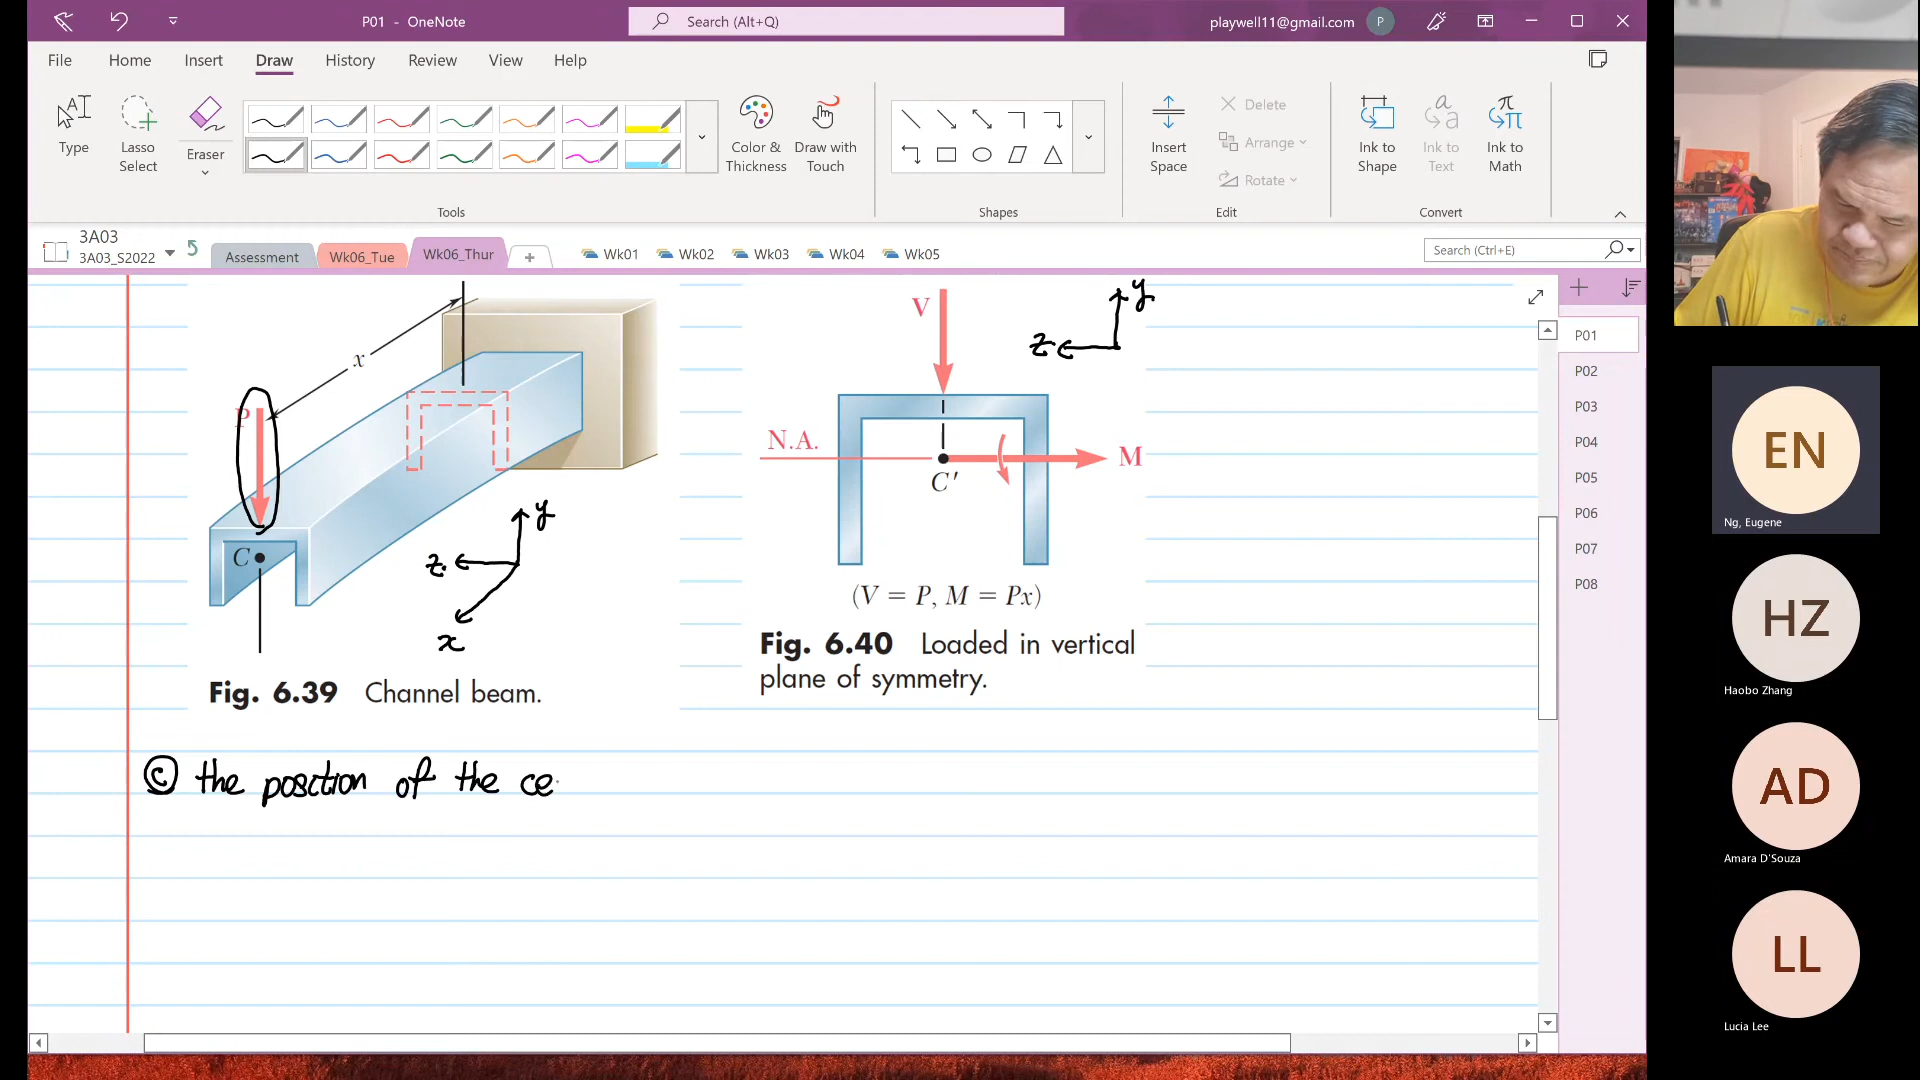 P01 - OneNote
Search (Alt+Q)
playwell11@gmail.com
P
File Home Insert Draw History Review View Help
Type
Lasso Select
Eraser
Color & Thickness
Draw with Touch
Insert Space
Delete
Arrange
Rotate
Ink to Shape
Ink to Text
Ink to Math
Tools
Shapes
Edit
Convert
3A03
3A03_S2022
Assessment Wk06_Tue Wk06_Thur + Wk01 Wk02 Wk03 Wk04 Wk05
Search (Ctrl+E)
P01
P02
P03
P04
P05
P06
P07
P08
x
P
C
y
z
x
Fig. 6.39 Channel beam.
V
y
z
N.A.
C′
M
(V = P, M = Px)
Fig. 6.40 Loaded in vertical
plane of symmetry.
© the position of the ce
EN
Ng, Eugene
HZ
Haobo Zhang
AD
Amara D'Souza
LL
Lucia Lee